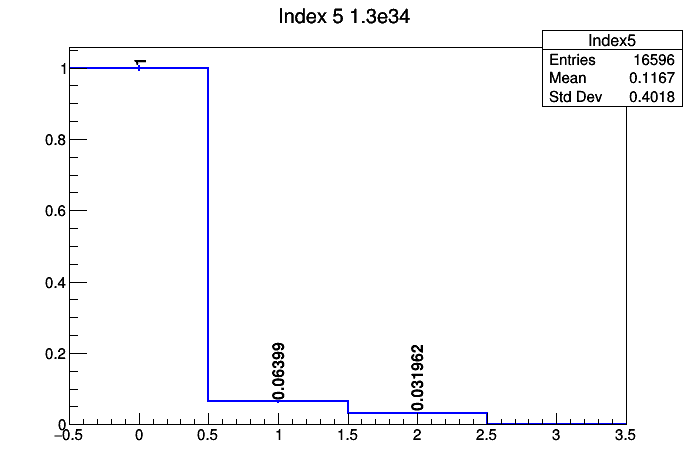 Index 5 1.3e34
Index5
Entries 16596
Mean 0.1167
Std Dev 0.4018
1
0.8
0.6
0.4
0.2
0
1
0.06399
0.031962
−0.5 0 0.5 1 1.5 2 2.5 3 3.5